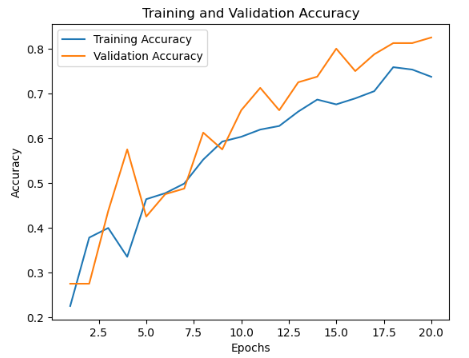 Training and Validation Accuracy
Training Accuracy
Validation Accuracy
Accuracy
0.8
0.7
0.6
0.5
0.4
0.3
0.2
2.5 5.0 7.5 10.0 12.5 15.0 17.5 20.0
Epochs